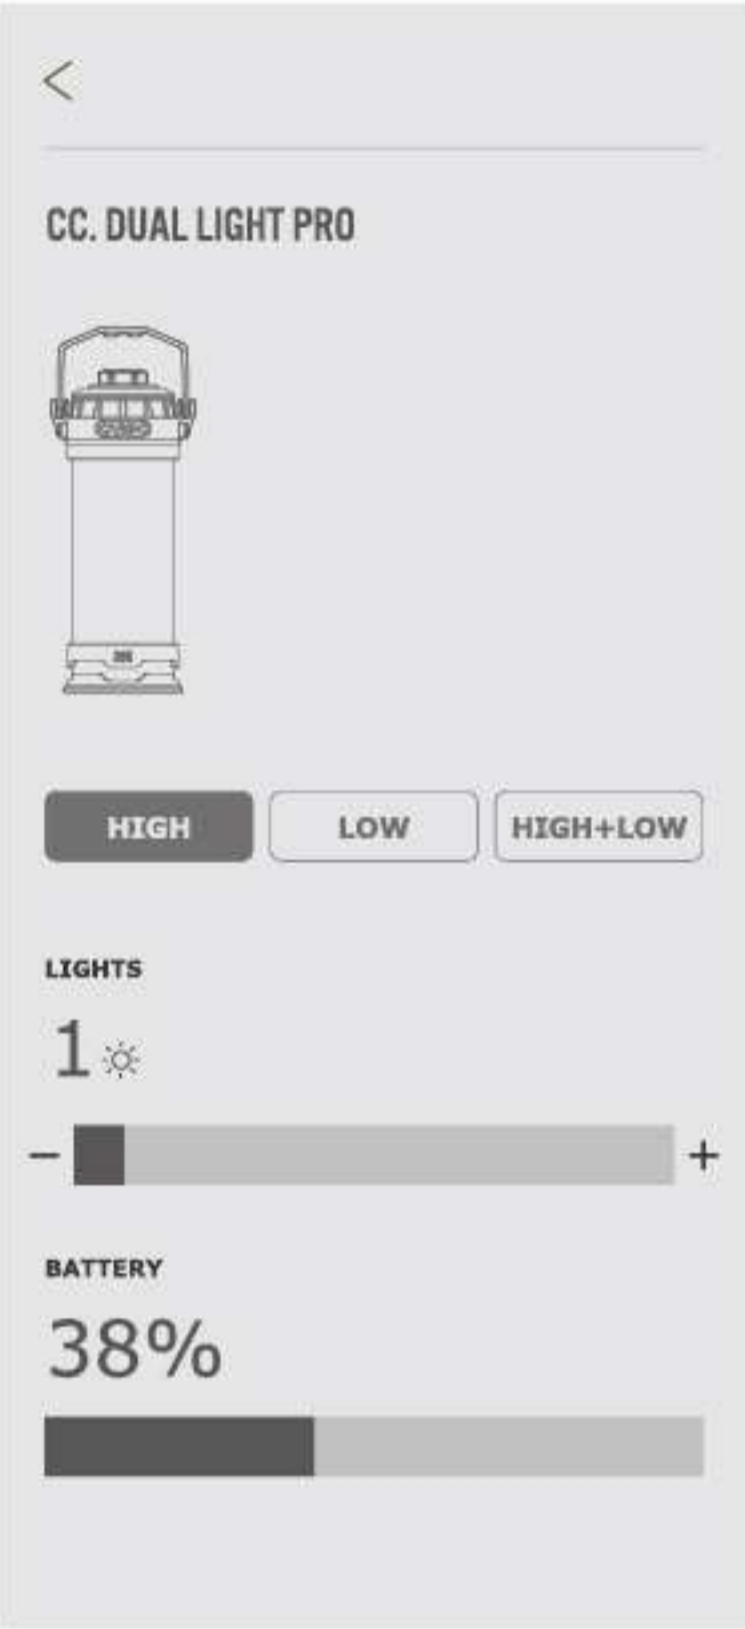 CC. DUAL LIGHT PRO
HIGH LOW HIGH+LOW
LIGHTS
1
- +
BATTERY
38%